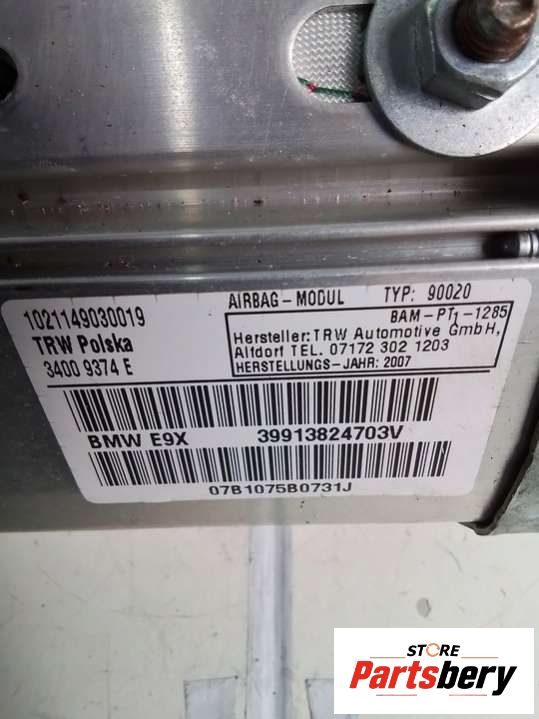 1021149030019
TRW Polska
3400 9374 E
AIRBAG-MODUL TYP: 90020
BAM-PT1-1285
Hersteller: TRW Automotive GmbH,
Altdorf TEL. 07172 302 1203
HERSTELLUNGS-JAHR: 2007
BMW E9X 39913824703V
07B1075B0731J
STORE
Partsbery